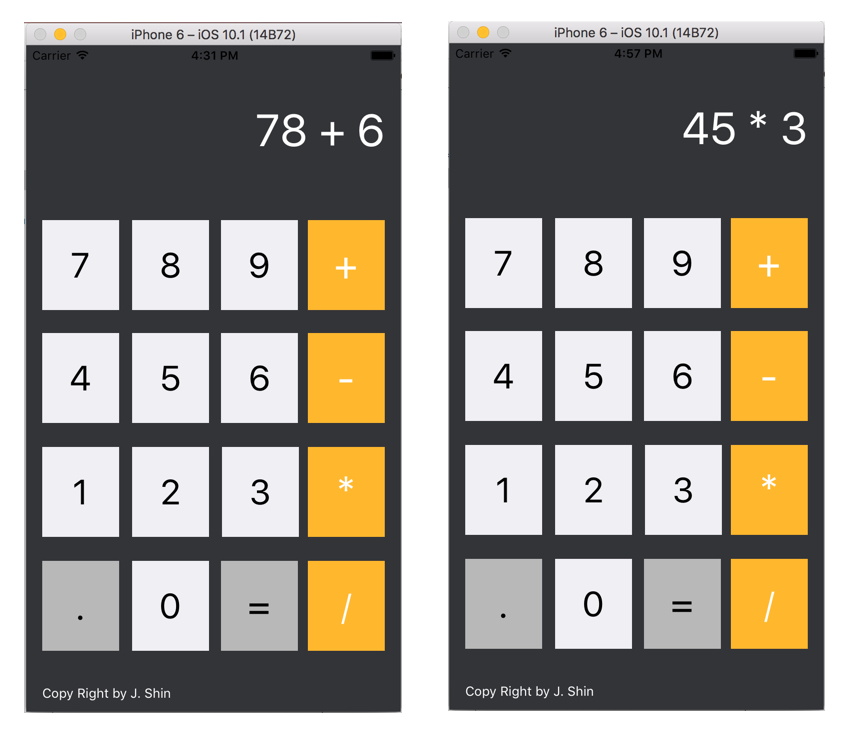 iPhone 6 – iOS 10.1 (14B72)
Carrier 4:31 PM
78 + 6
7 8 9 +
4 5 6 -
1 2 3 *
. 0 = /
Copy Right by J. Shin
iPhone 6 – iOS 10.1 (14B72)
Carrier 4:57 PM
45 * 3
7 8 9 +
4 5 6 -
1 2 3 *
. 0 = /
Copy Right by J. Shin